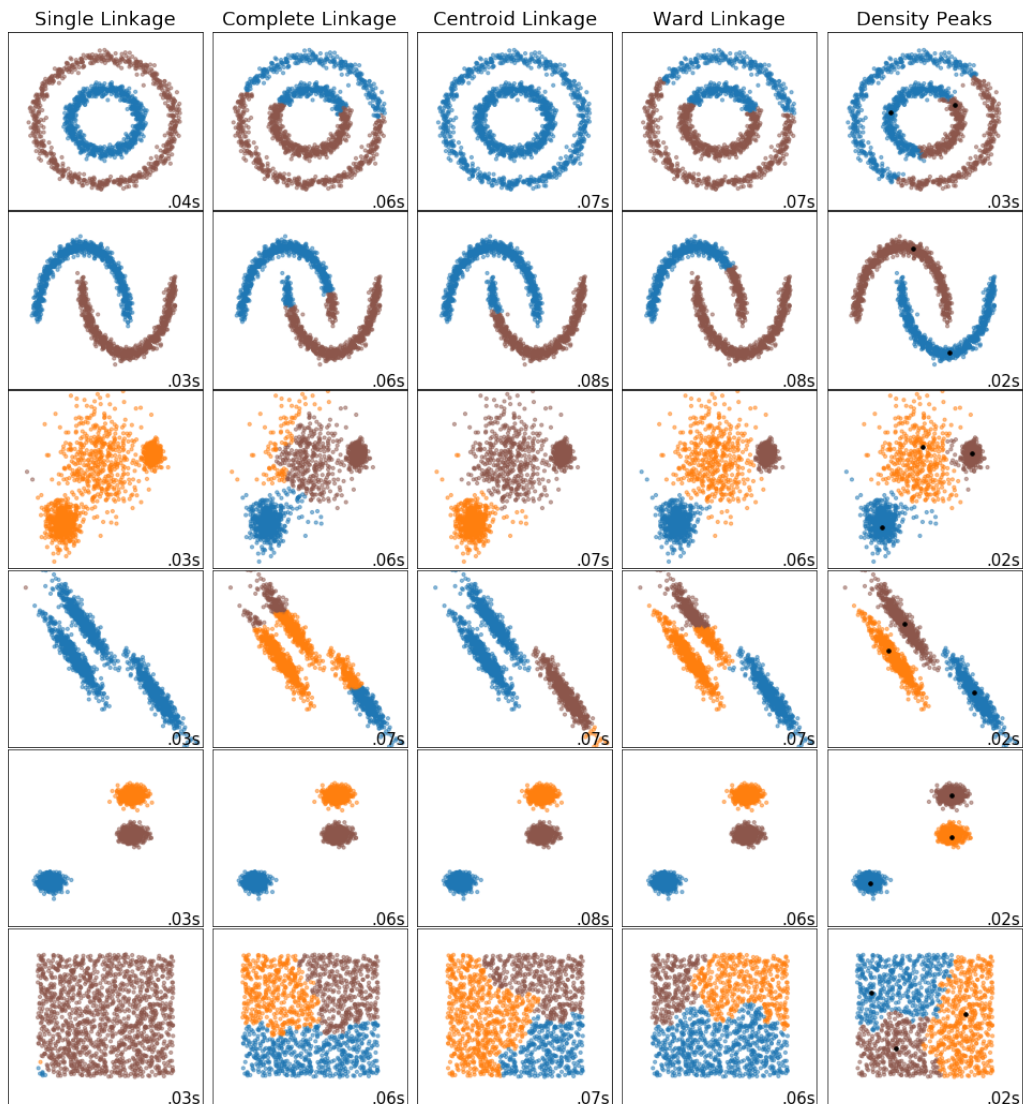 Single Linkage Complete Linkage Centroid Linkage Ward Linkage Density Peaks
.04s .06s .07s .07s .03s
.03s .06s .08s .08s .02s
.03s .06s .07s .06s .02s
.03s .07s .07s .07s .02s
.03s .06s .08s .06s .02s
.03s .06s .07s .06s .02s